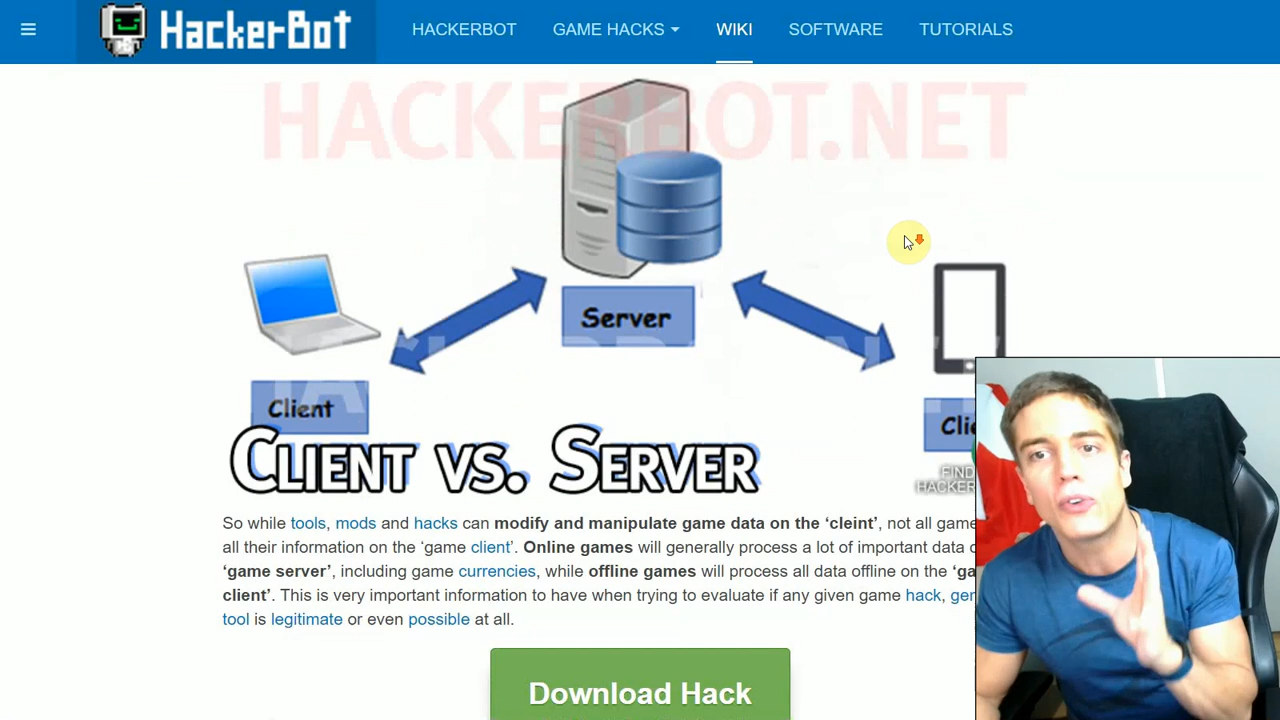 HackerBot
HACKERBOT
GAME HACKS
WIKI
SOFTWARE
TUTORIALS
HACKERBOT.NET
Server
Client
CLIENT VS. SERVER
FIND
HACKER
So while tools, mods and hacks can modify and manipulate game data on the ‘cleint’, not all game
all their information on the ‘game client’. Online games will generally process a lot of important data
‘game server’, including game currencies, while offline games will process all data offline on the
client’. This is very important information to have when trying to evaluate if any given game hack,
tool is legitimate or even possible at all.
Download Hack